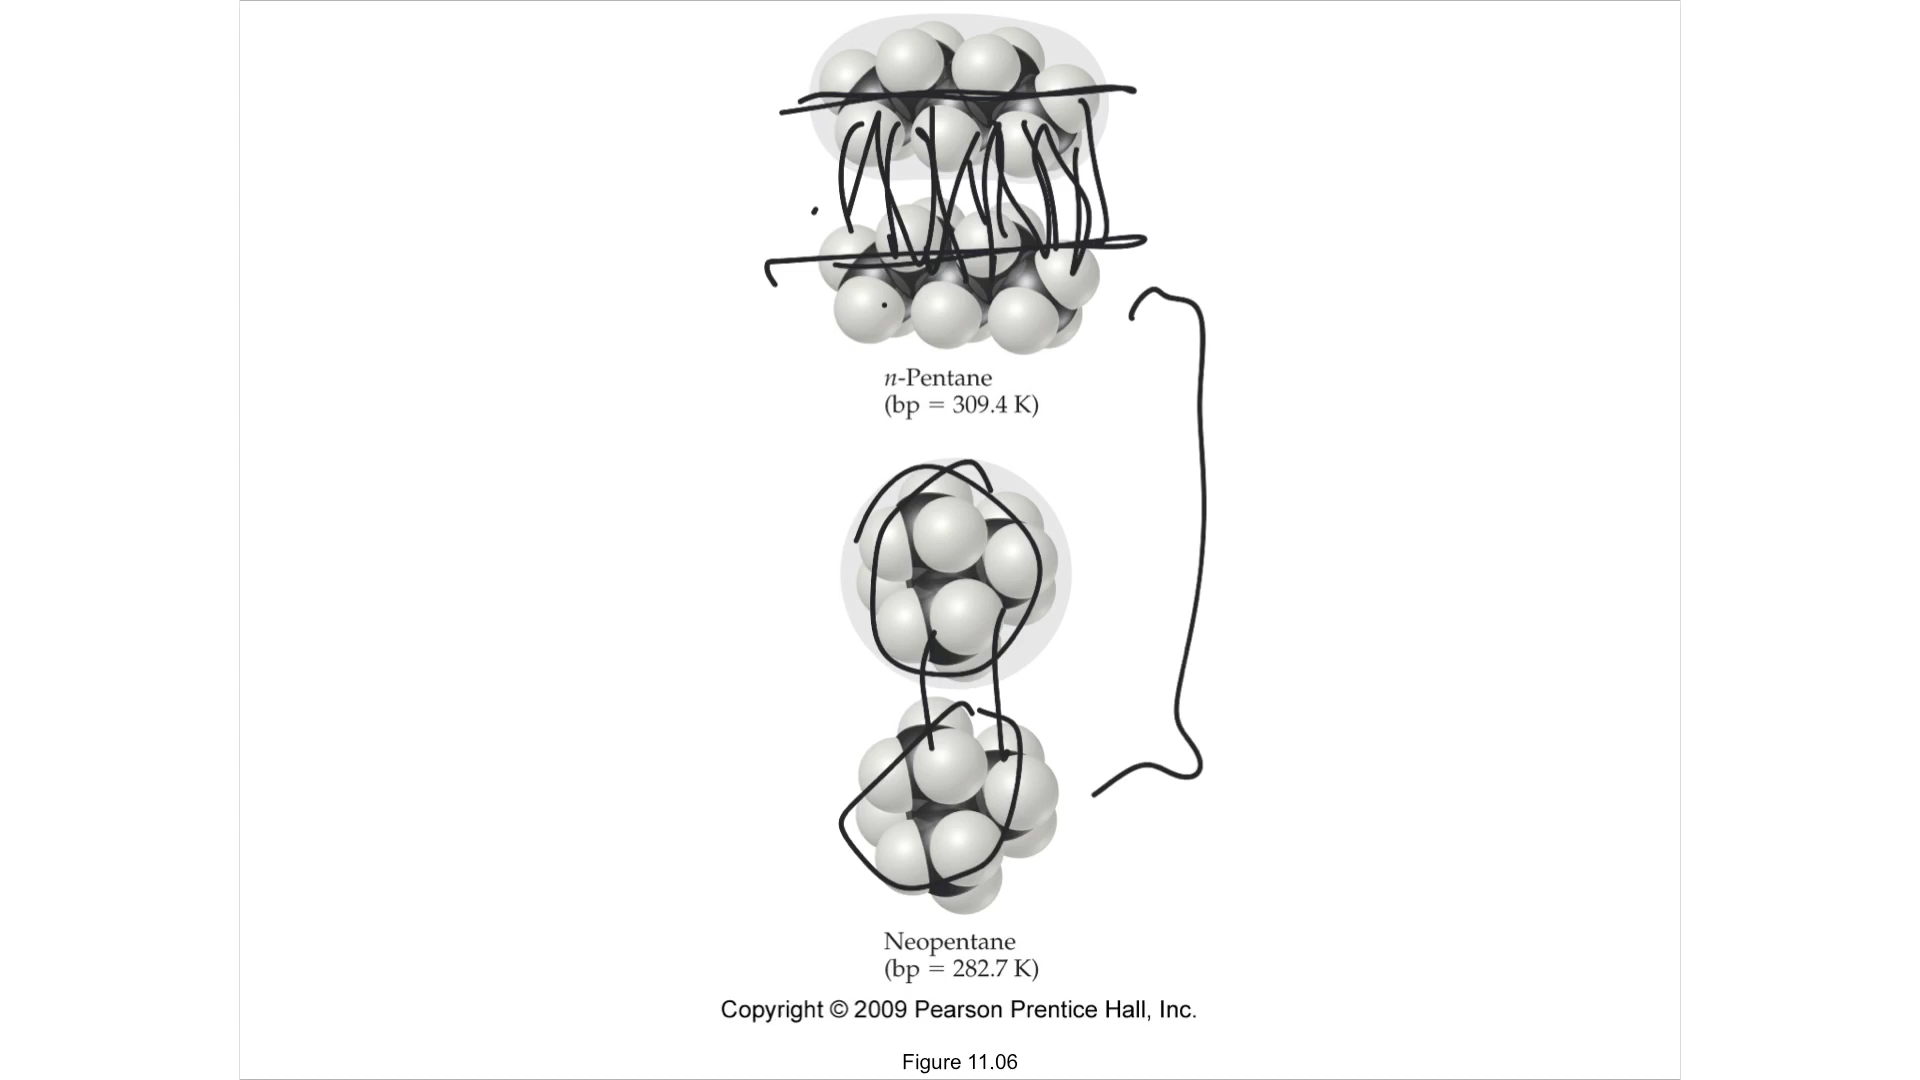 n-Pentane
(bp = 309.4 K)
Neopentane
(bp = 282.7 K)
Copyright © 2009 Pearson Prentice Hall, Inc.
Figure 11.06